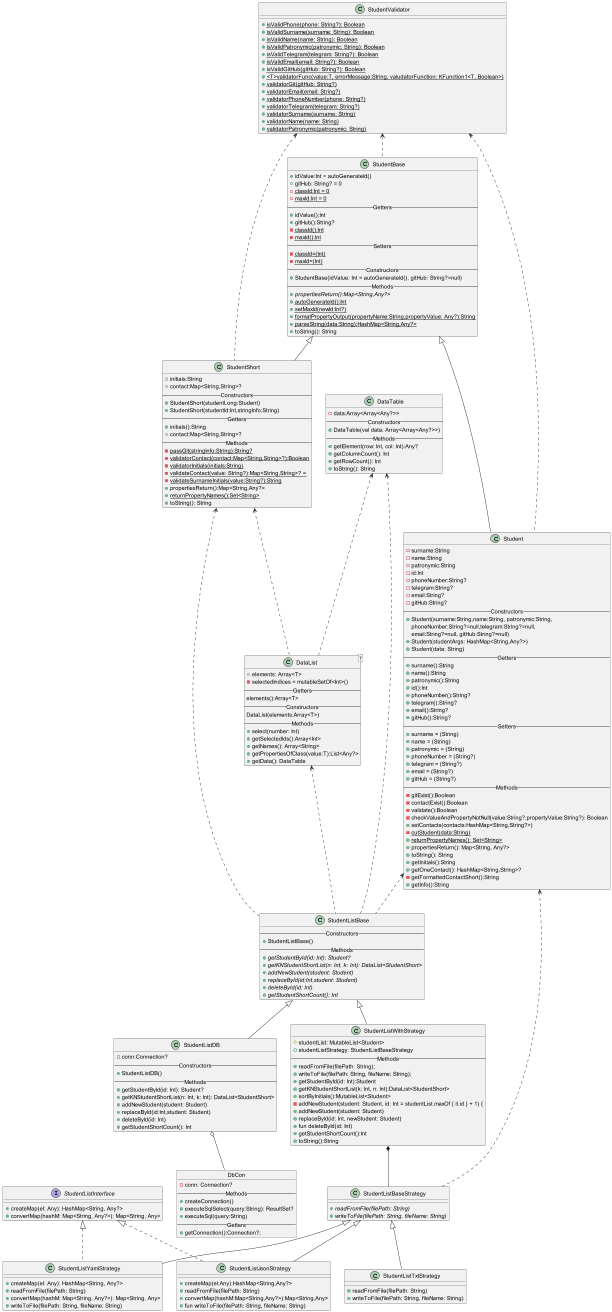 StudentValidator
isValidPhone(phone: String?): Boolean
isValidSurname(surname: String): Boolean
isValidName(name: String): Boolean
isValidPatronymic(patronymic: String): Boolean
isValidTelegram(telegram: String?): Boolean
isValidEmail(email: String?): Boolean
isValidGitHub(gitHub: String?): Boolean
<T>validatorFunc(value:T, errorMessage:String, valudatorFunction: KFunction1<T, Boolean>)
validatorGit(gitHub: String?)
validatorEmail(email: String?)
validatorPhoneNumber(phone: String?)
validatorTelegram(telegram: String?)
validatorSurname(surname: String)
validatorName(name: String)
validatorPatronymic(patronymic: String)
StudentBase
idValue:Int = autoGenerateId()
gitHub: String? = 0
classId:Int = 0
maxId:Int = 0
Getters
idValue():Int
gitHub():String?
classId():Int
maxId():Int
Setters
classId=(Int)
maxId=(Int)
Constructors
StudentBase(idValue: Int = autoGenerateId(), gitHub: String?=null)
Methods
propertiesReturn():Map<String,Any?>
autoGenerateId():Int
setMaxId(newId:Int?)
formatPropertyOutput(propertyName:String,propertyValue: Any?):String
parseString(data:String):HashMap<String,Any?>
toString(): String
StudentShort
initials:String
contact:Map<String,String>?
Constructors
StudentShort(studentLong:Student)
StudentShort(studentId:Int,stringInfo:String)
Getters
initials():String
contact:Map<String,String>?
Methods
passGit(stringInfo:String):String?
validatorContact(contact:Map<String,String>?):Boolean
validatorInitials(initials:String)
validateContact(value: String?):Map<String,String>? =
validateSurnameInitials(value:String?):String
propertiesReturn():Map<String,Any?>
returnPropertyNames():Set<String>
toString(): String
DataTable
data:Array<Array<Any?>>
Constructors
DataTable(val data: Array<Array<Any?>>)
Methods
getElement(row: Int, col: Int):Any?
getColumnCount(): Int
getRowCount(): Int
toString(): String
Student
surname:String
name:String
patronymic:String
id:Int
phoneNumber:String?
telegram:String?
email:String?
gitHub:String?
Constructors
Student(surname:String,name:String, patronymic:String,
phoneNumber:String?=null,telegram:String?=null,
email:String?=null, gitHub:String?=null)
Student(studentArgs: HashMap<String,Any?>)
Student(data: String)
Getters
surname():String
name():String
patronymic():String
id():Int
phoneNumber():String?
telegram():String?
email():String?
gitHub():String?
Setters
surname = (String)
name = (String)
patronymic = (String)
phoneNumber = (String?)
telegram = (String?)
email = (String?)
gitHub = (String?)
Methods
gitExist():Boolean
contactExist():Boolean
validate():Boolean
checkValueAndPropertyNotNull(value:String?,propertyValue:String?): Boolean
setContacts(contacts:HashMap<String,String?>)
cutStudent(data:String)
returnPropertyNames(): Set<String>
propertiesReturn(): Map<String, Any?>
toString(): String
getInitials():String
getOneContact(): HashMap<String,String>?
getFormattedContactShort():String
getInfo():String
DataList
T
elements: Array<T>
selectedIndices = mutableSetOf<Int>()
Getters
elements():Array<T>
Constructors
DataList(elements:Array<T>)
Methods
select(number: Int)
getSelectedIds():Array<Int>
getNames(): Array<String>
getPropertiesOfClass(value:T):List<Any?>
getData(): DataTable
StudentListBase
Constructors
StudentListBase()
Methods
getStudentById(id: Int): Student?
getKNStudentShortList(n: Int, k: Int): DataList<StudentShort>
addNewStudent(student: Student)
replaceById(id:Int,student: Student)
deleteById(id: Int)
getStudentShortCount(): Int
StudentListDB
conn:Connection?
Constructors
StudentListDB()
Methods
getStudentById(id: Int): Student?
getKNStudentShortList(n: Int, k: Int): DataList<StudentShort>
addNewStudent(student: Student)
replaceById(id:Int,student: Student)
deleteById(id: Int)
getStudentShortCount(): Int
StudentListWithStrategy
studentList: MutableList<Student>
studentListStrategy: StudentListBaseStrategy
Methods
readFromFile(filePath: String);
writeToFile(filePath: String, fileName: String);
getStudentById(id: Int):Student
getKNStudentShortList(k: Int, n: Int):DataList<StudentShort>
sortByInitials():MutableList<Student>
addNewStudent(student: Student, id: Int = studentList.maxOf { it.id } + 1) {
addNewStudent(student: Student)
replaceById(id: Int, newStudent: Student)
fun deleteById(id: Int)
getStudentShortCount():Int
toString():String
DbCon
conn: Connection?
Methods
createConnection()
executeSqlSelect(query:String): ResultSet?
executeSql(query:String)
Getters
getConnection():Connection?;
StudentListInterface
createMap(el: Any): HashMap<String, Any?>
convertMap(hashM: Map<String, Any?>): Map<String, Any>
StudentListBaseStrategy
readFromFile(filePath: String)
writeToFile(filePath: String, fileName: String)
StudentListYamlStrategy
createMap(el: Any): HashMap<String, Any?>
readFromFile(filePath: String)
convertMap(hashM: Map<String, Any?>): Map<String, Any>
writeToFile(filePath: String, fileName: String)
StudentListJsonStrategy
createMap(el:Any):HashMap<String,Any?>
readFromFile(filePath: String)
convertMap(hashM:Map<String,Any?>):Map<String,Any>
fun writeToFile(filePath: String, fileName: String)
StudentListTxtStrategy
readFromFile(filePath: String)
writeToFile(filePath: String, fileName: String)